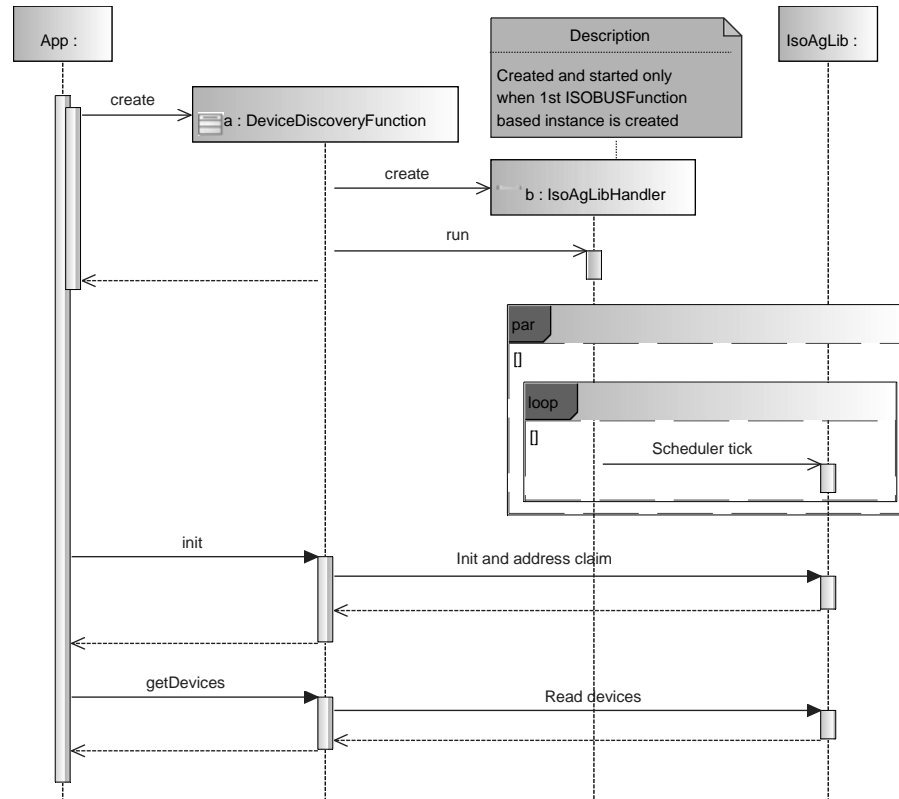 App :
Description
IsoAgLib :
Created and started only
when 1st ISOBUSFunction
based instance is created
create
a : DeviceDiscoveryFunction
create
b : IsoAgLibHandler
run
par
[]
loop
[]
Scheduler tick
init
Init and address claim
getDevices
Read devices